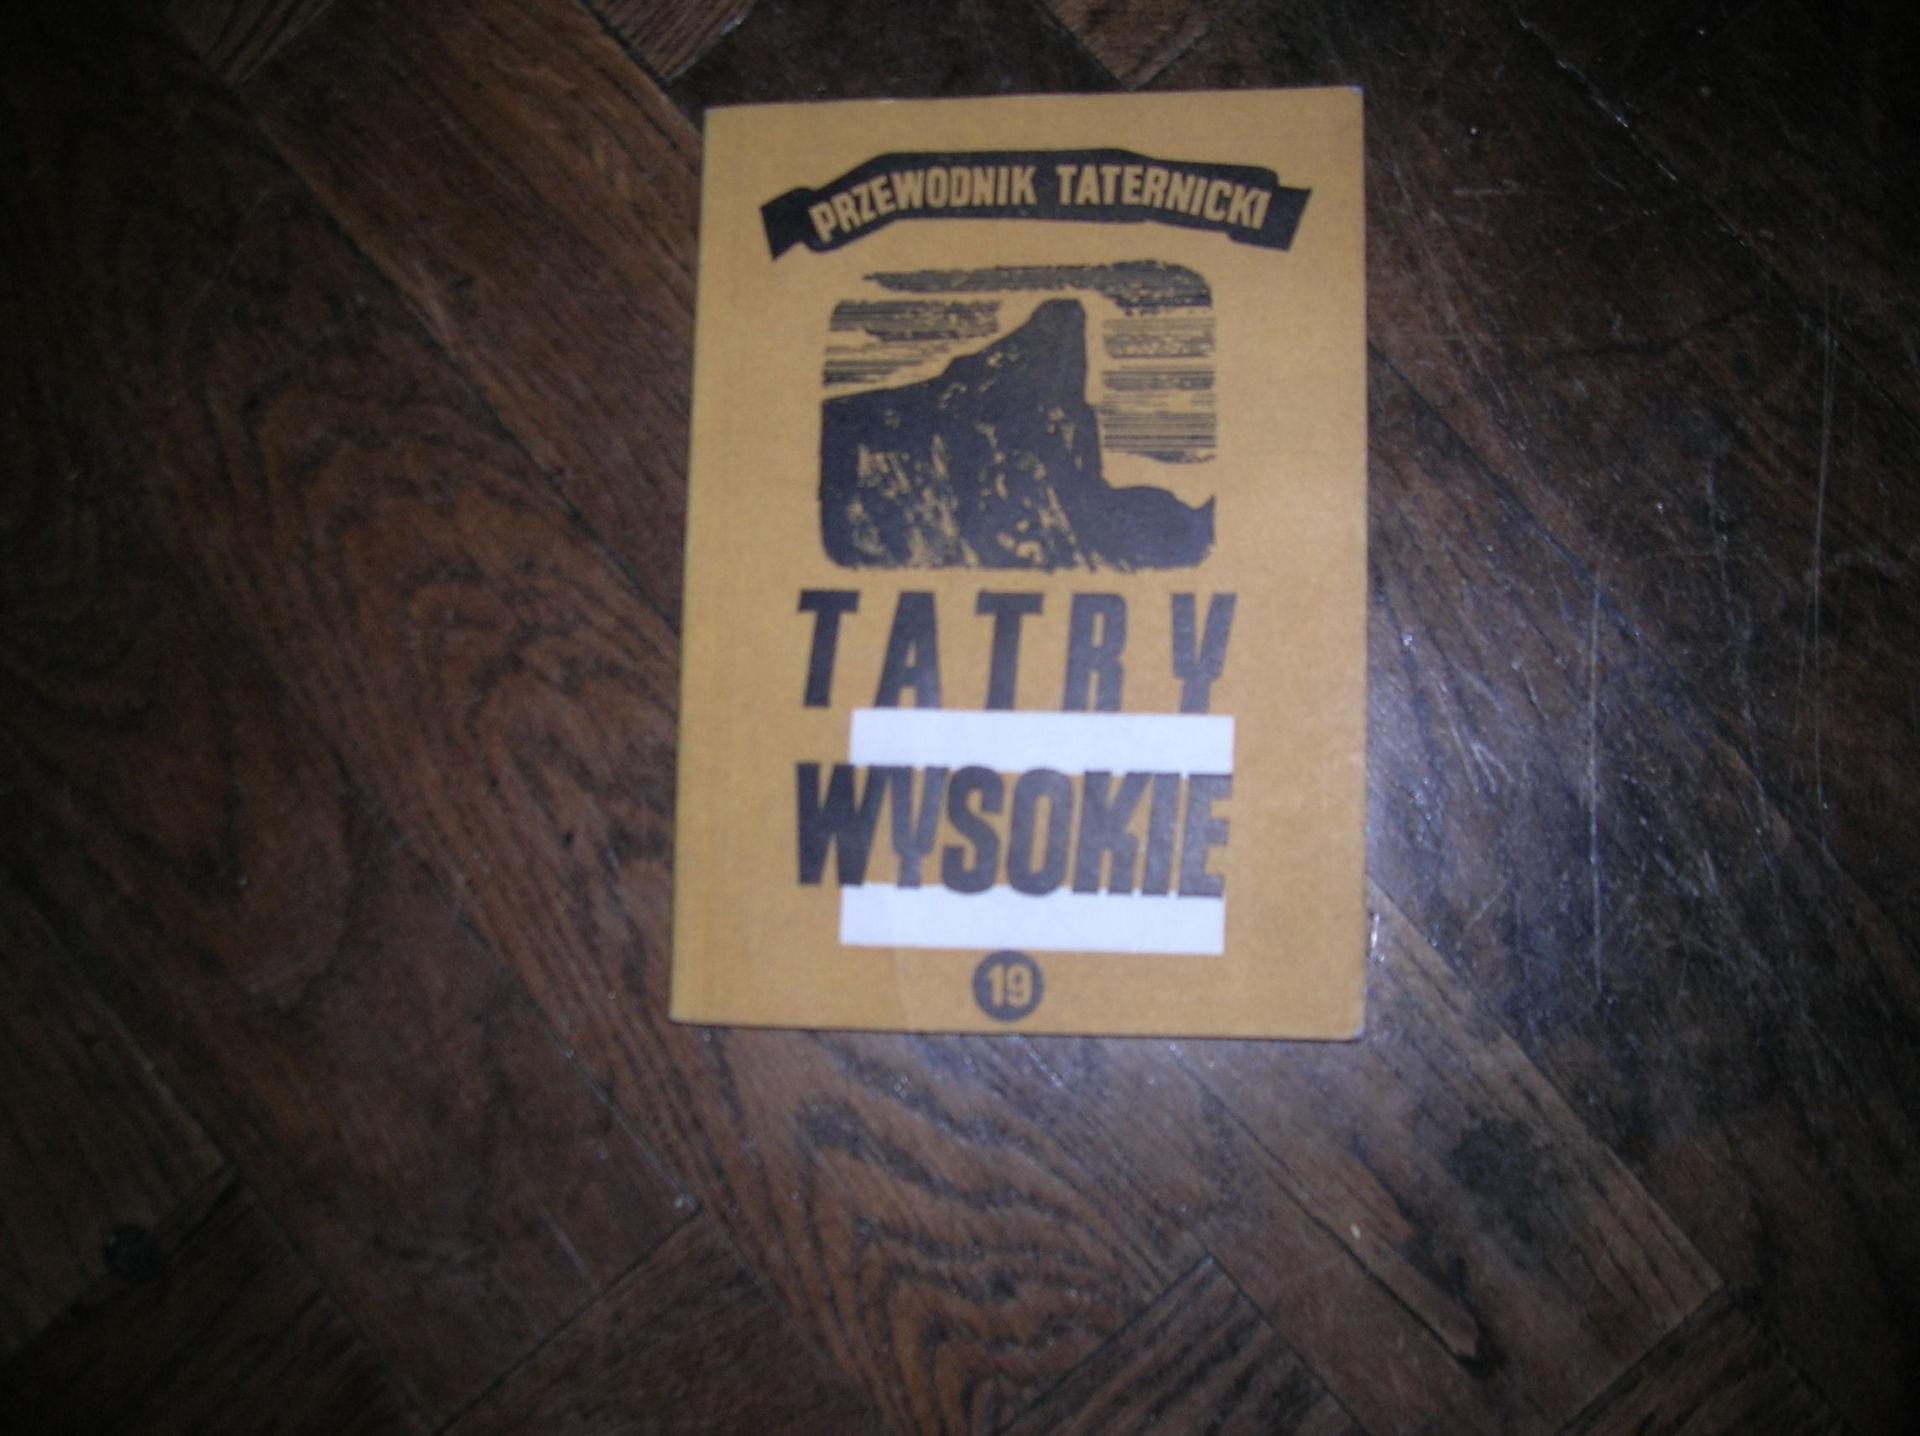 PRZEWODNIK TATERNICKI
TATRY
WYSOKIE
19